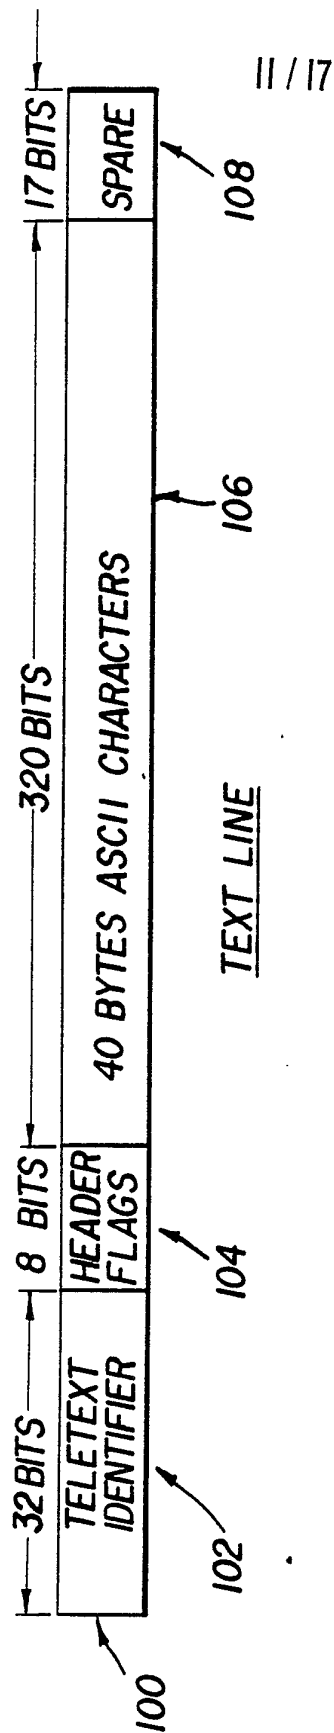 11/17
32 BITS 8 BITS 320 BITS 17 BITS
TELETEXT IDENTIFIER
HEADER FLAGS
40 BYTES ASCII CHARACTERS
SPARE
100
102
104
106
108
TEXT LINE